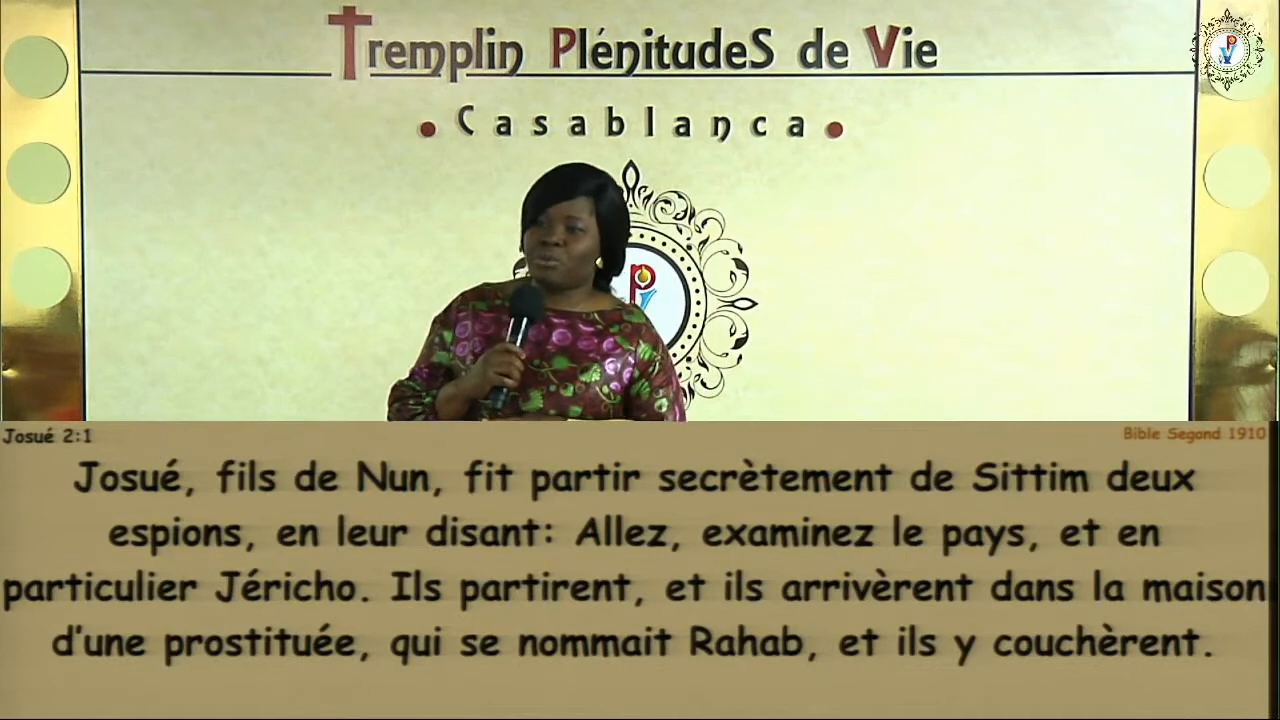 Tremplin PlénitudeS de Vie
Casablanca
Josué 2:1
Bible Segond 1910
Josué, fils de Nun, fit partir secrètement de Sittim deux
espions, en leur disant: Allez, examinez le pays, et en
particulier Jéricho. Ils partirent, et ils arrivèrent dans la maison
d'une prostituée, qui se nommait Rahab, et ils y couchèrent.